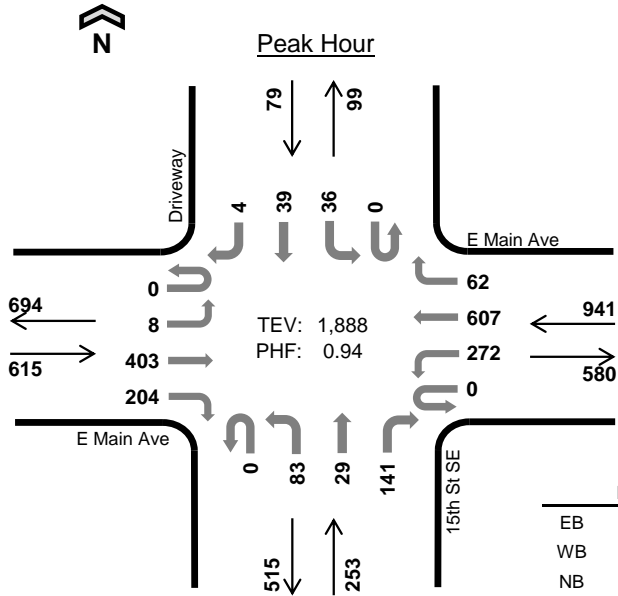 N
Peak Hour
79
99
Driveway
4
39
36
0
E Main Ave
0
62
694
8
TEV: 1,888
607
941
615
403
PHF: 0.94
272
580
204
0
E Main Ave
0
83
29
141
15th St SE
515
253
EB
WB
NB